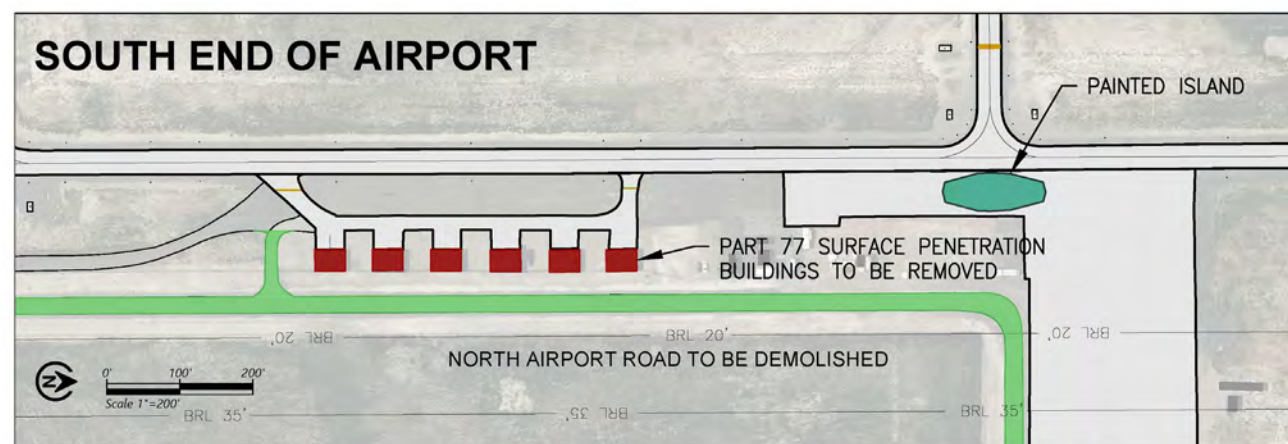 SOUTH END OF AIRPORT
PAINTED ISLAND
PART 77 SURFACE PENETRATION
BUILDINGS TO BE REMOVED
BRL 20'
BRL 20'
BRL 20'
NORTH AIRPORT ROAD TO BE DEMOLISHED
N
0' 100' 200'
Scale 1"=200'
BRL 35'
BRL 35'
BRL 35'